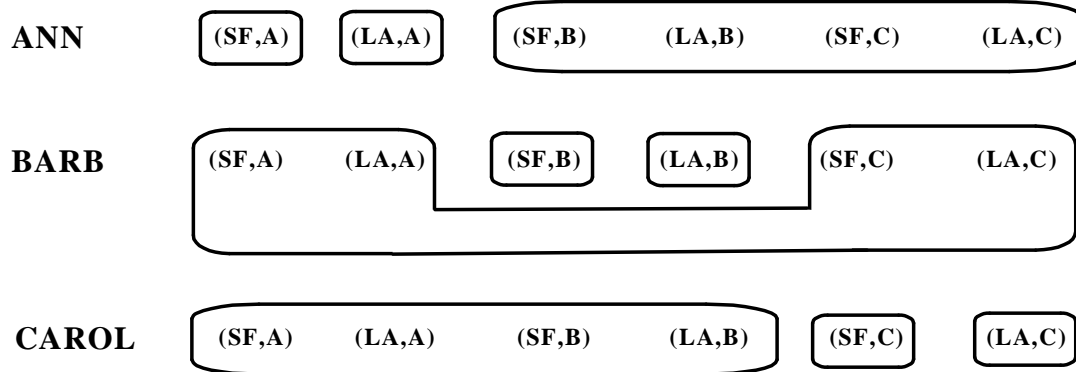 ANN (SF,A) (LA,A) (SF,B) (LA,B) (SF,C) (LA,C)
BARB (SF,A) (LA,A) (SF,B) (LA,B) (SF,C) (LA,C)
CAROL (SF,A) (LA,A) (SF,B) (LA,B) (SF,C) (LA,C)